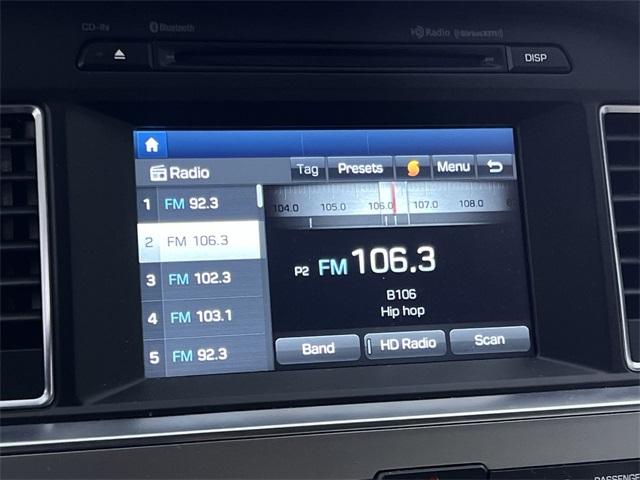 CD-IN Bluetooth HD Radio ((SiriusXM))
DISP
Radio Tag Presets Menu
1 FM 92.3
2 FM 106.3
3 FM 102.3
4 FM 103.1
5 FM 92.3
104.0 105.0 106.0 107.0 108.0
P2 FM 106.3
B106
Hip hop
Band HD Radio Scan
PASSENGER